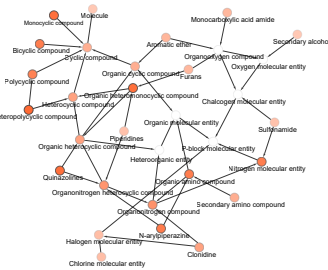 Molecule
Monocyclic compound
Monocarboxylic acid amide
Bicyclic compound
Cyclic compound
Aromatic ether
Secondary alcoho
Organooxygen compound
Oxygen molecular entity
Polycyclic compound
Organic cyclic compound
Furans
Organic heteromonocyclic compound
Heterocyclic compound
Chalcogen molecular entity
eteropolycyclic compound
Organic molecular entity
Sulfonamide
Piperidines
Organic heterocyclic compound
P-block molecular entity
Heteroorganic entity
Nitrogen molecular entity
Quinazolines
Organic amino compound
Organonitrogen heterocyclic compound
Secondary amino compound
Organonitrogen compound
N-arylpiperazine
Halogen molecular entity
Clonidine
Chlorine molecular entity